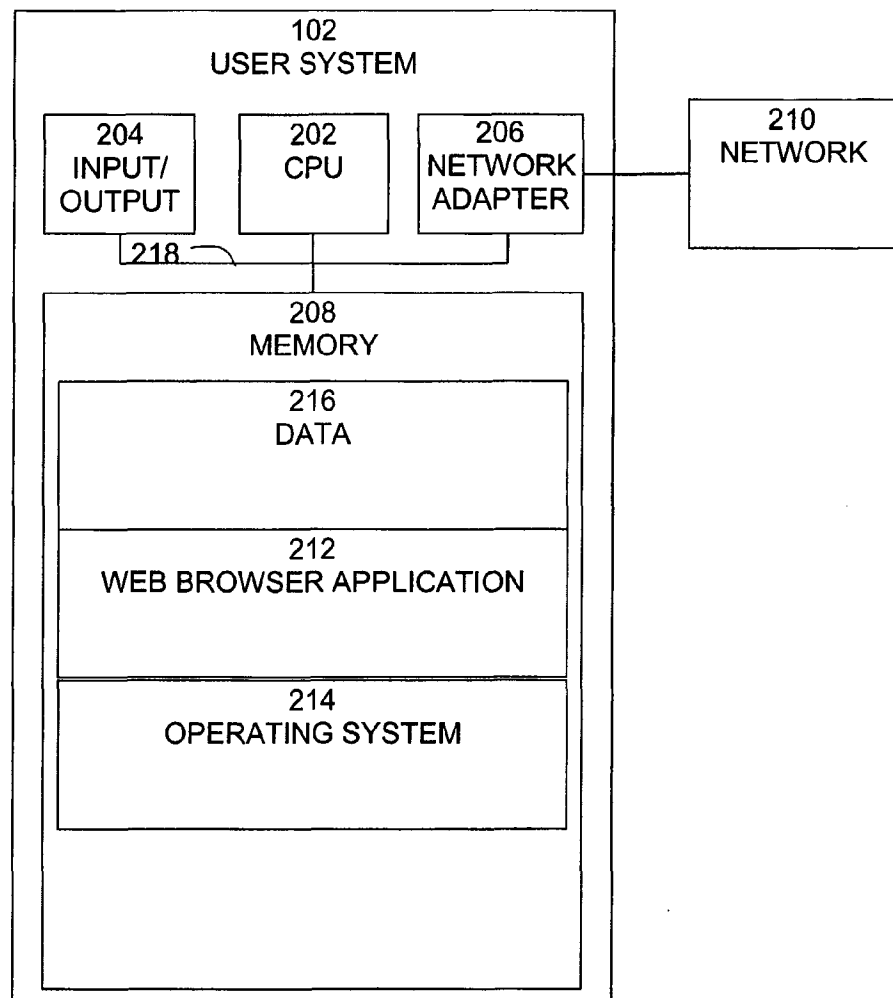 102
USER SYSTEM
204
INPUT/
OUTPUT
202
CPU
206
NETWORK
ADAPTER
210
NETWORK
218
208
MEMORY
216
DATA
212
WEB BROWSER APPLICATION
214
OPERATING SYSTEM